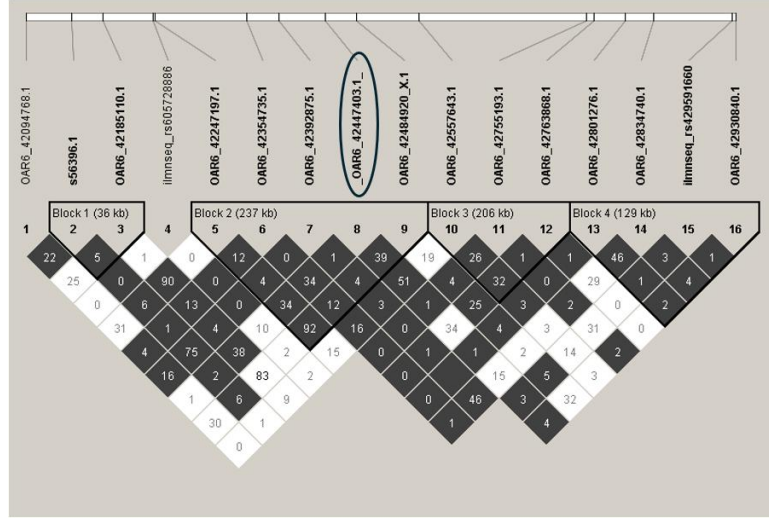 OAR6_42094768.1
s56396.1
OAR6_42185110.1
ilmnseq_rs605728886
OAR6_42247197.1
OAR6_42354735.1
OAR6_42392875.1
_OAR6_42447403.1_
OAR6_42484920_X.1
OAR6_42557643.1
OAR6_42755193.1
OAR6_42763868.1
OAR6_42801276.1
OAR6_42834740.1
ilmnseq_rs429591660
OAR6_42930840.1
Block 1 (36 kb) Block 2 (237 kb) Block 3 (206 kb) Block 4 (129 kb)
1 2 3 4 5 6 7 8 9 10 11 12 13 14 15 16
22 5 1 0 12 0 1 39 19 26 1 1 46 3 1
25 0 90 0 4 34 4 51 4 32 0 29 1 4
0 6 13 0 34 12 3 1 25 3 2 0 2
31 1 4 10 92 16 0 34 4 3 31 0
4 75 38 2 15 0 1 1 2 14 2
16 2 83 2 0 15 5 3
1 6 9 0 46 3 32
30 1 1 4
0